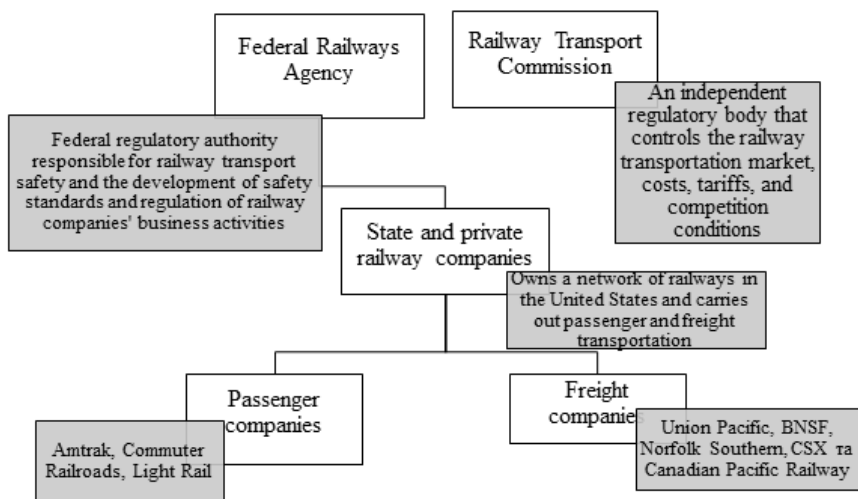 Federal Railways
Agency
Railway Transport
Commission
Federal regulatory authority
responsible for railway transport
safety and the development of safety
standards and regulation of railway
companies' business activities
An independent
regulatory body that
controls the railway
transportation market,
costs, tariffs, and
competition
conditions
State and private
railway companies
Owns a network of railways in
the United States and carries
out passenger and freight
transportation
Passenger
companies
Amtrak, Commuter
Railroads, Light Rail
Freight
companies
Union Pacific, BNSF,
Norfolk Southern, CSX та
Canadian Pacific Railway